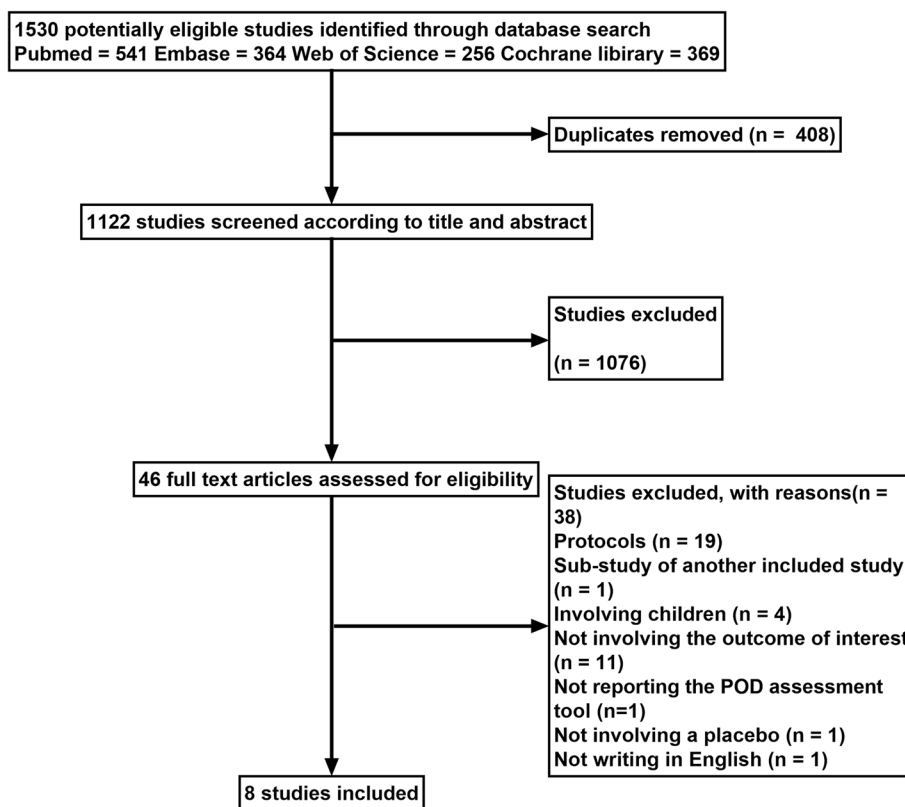 1530 potentially eligible studies identified through database search
Pubmed = 541 Embase = 364 Web of Science = 256 Cochrane libirary = 369
Duplicates removed (n =  408)
1122 studies screened according to title and abstract
Studies excluded
(n = 1076)
46 full text articles assessed for eligibility
Studies excluded, with reasons(n =
38)
Protocols (n = 19)
Sub-study of another included study
(n = 1)
Involving children (n = 4)
Not involving the outcome of interest
(n = 11)
Not reporting the POD assessment
tool (n=1)
Not involving a placebo (n = 1)
Not writing in English (n = 1)
8 studies included